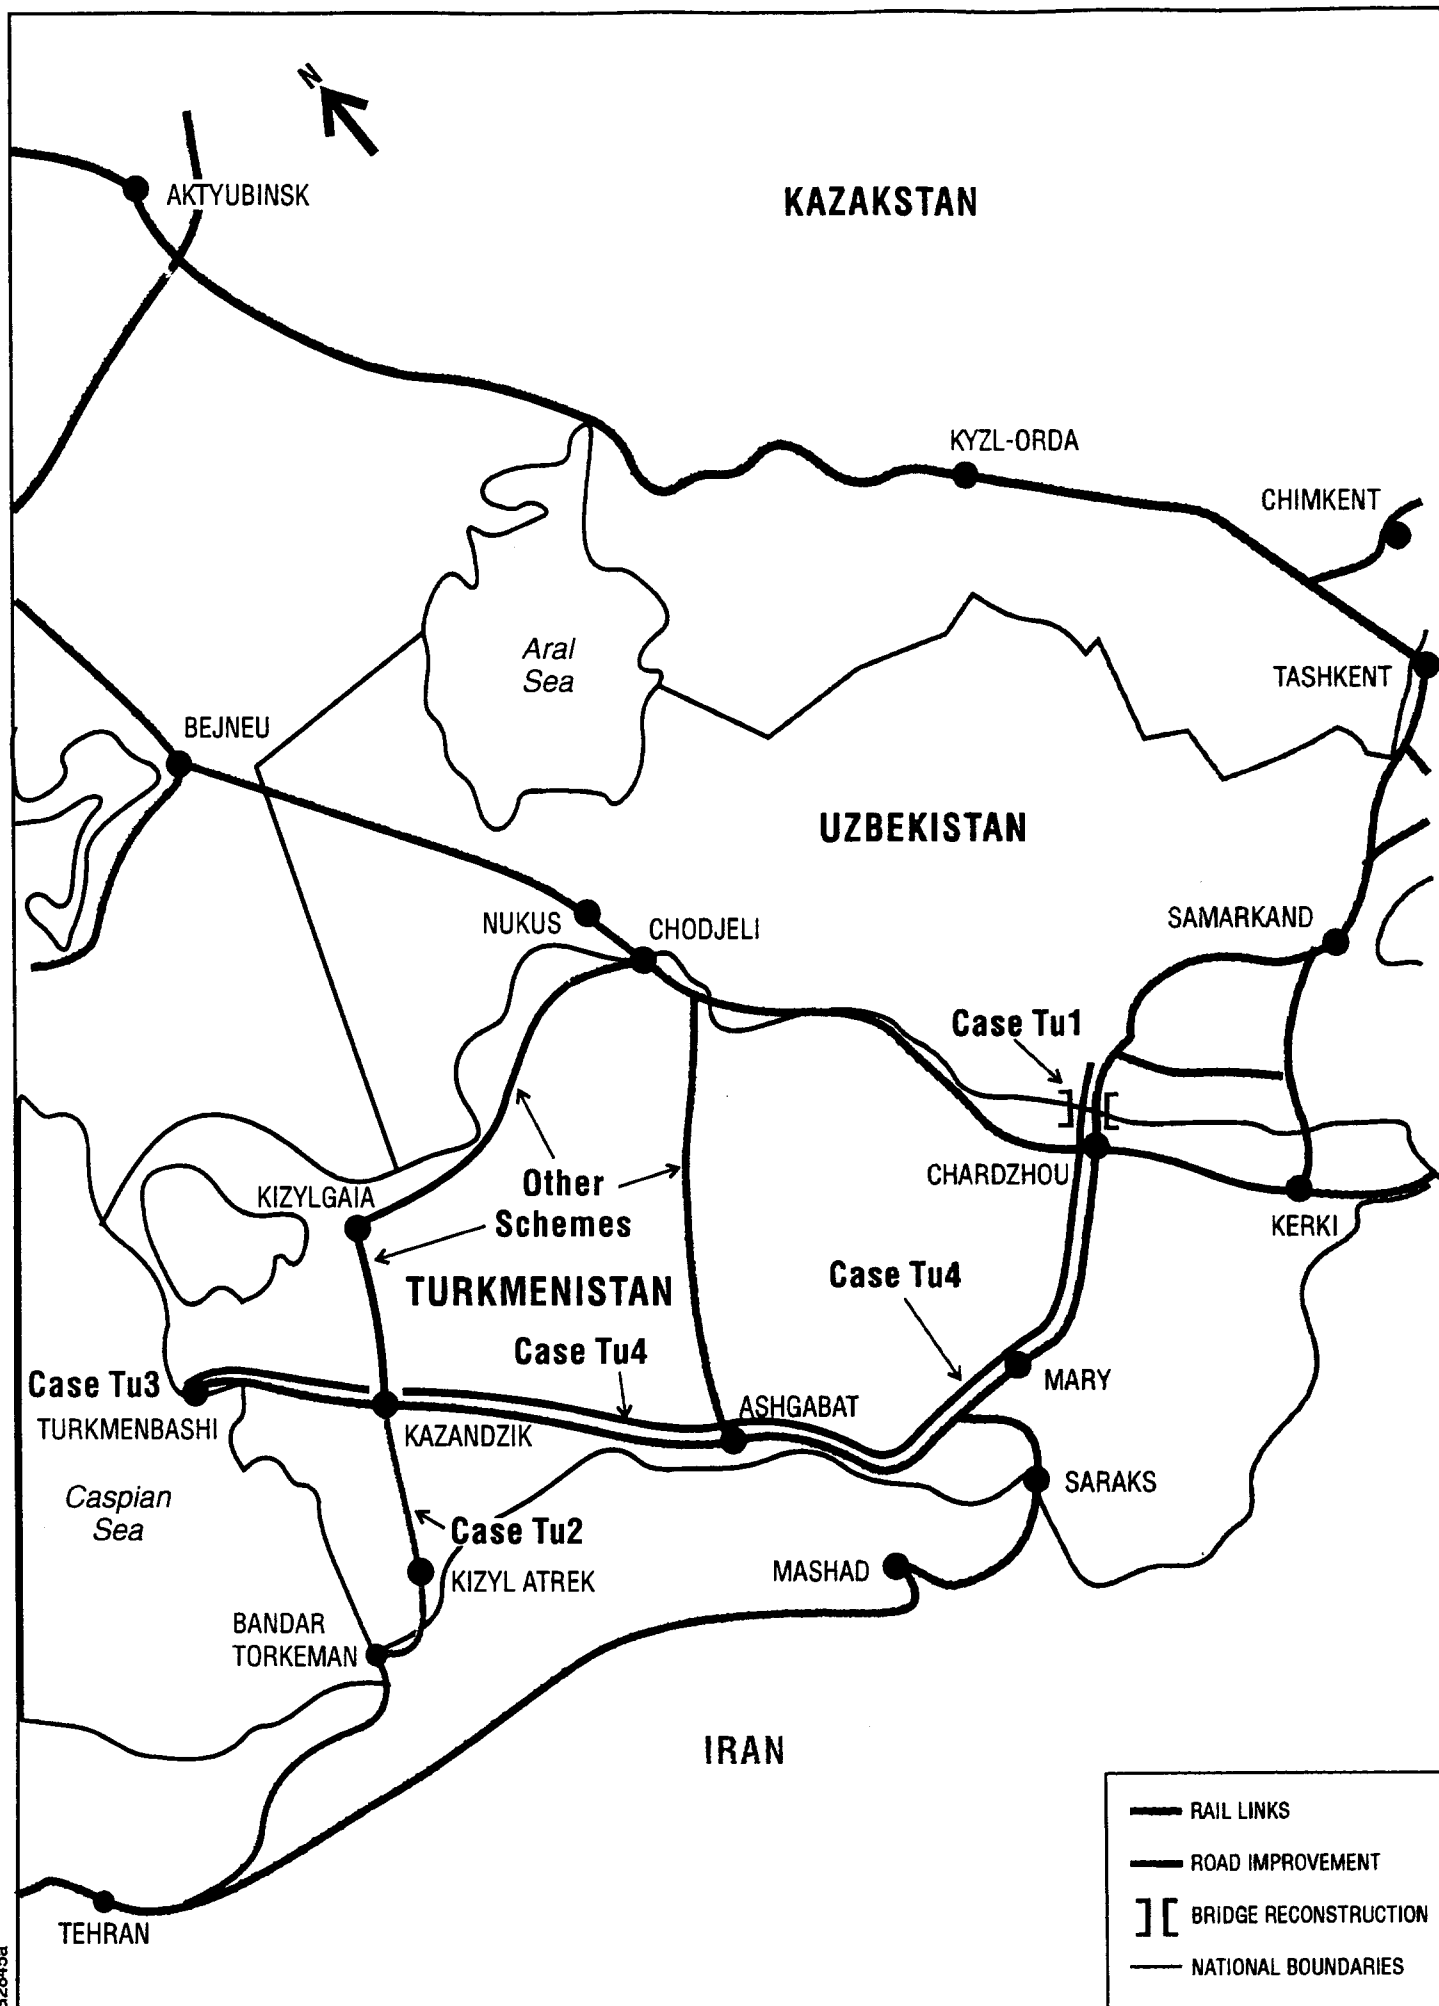 N
AKTYUBINSK
KAZAKSTAN
KYZL-ORDA
CHIMKENT
Aral
Sea
TASHKENT
BEJNEU
UZBEKISTAN
NUKUS
CHODJELI
SAMARKAND
Case Tu1
CHARDZHOU
KIZYLGAIA
Other
Schemes
KERKI
TURKMENISTAN
Case Tu4
Case Tu4
Case Tu3
TURKMENBASHI
KAZANDZIK
ASHGABAT
MARY
Caspian
Sea
Case Tu2
SARAKS
KIZYL ATREK
MASHAD
BANDAR
TORKEMAN
IRAN
TEHRAN
RAIL LINKS
ROAD IMPROVEMENT
BRIDGE RECONSTRUCTION
NATIONAL BOUNDARIES